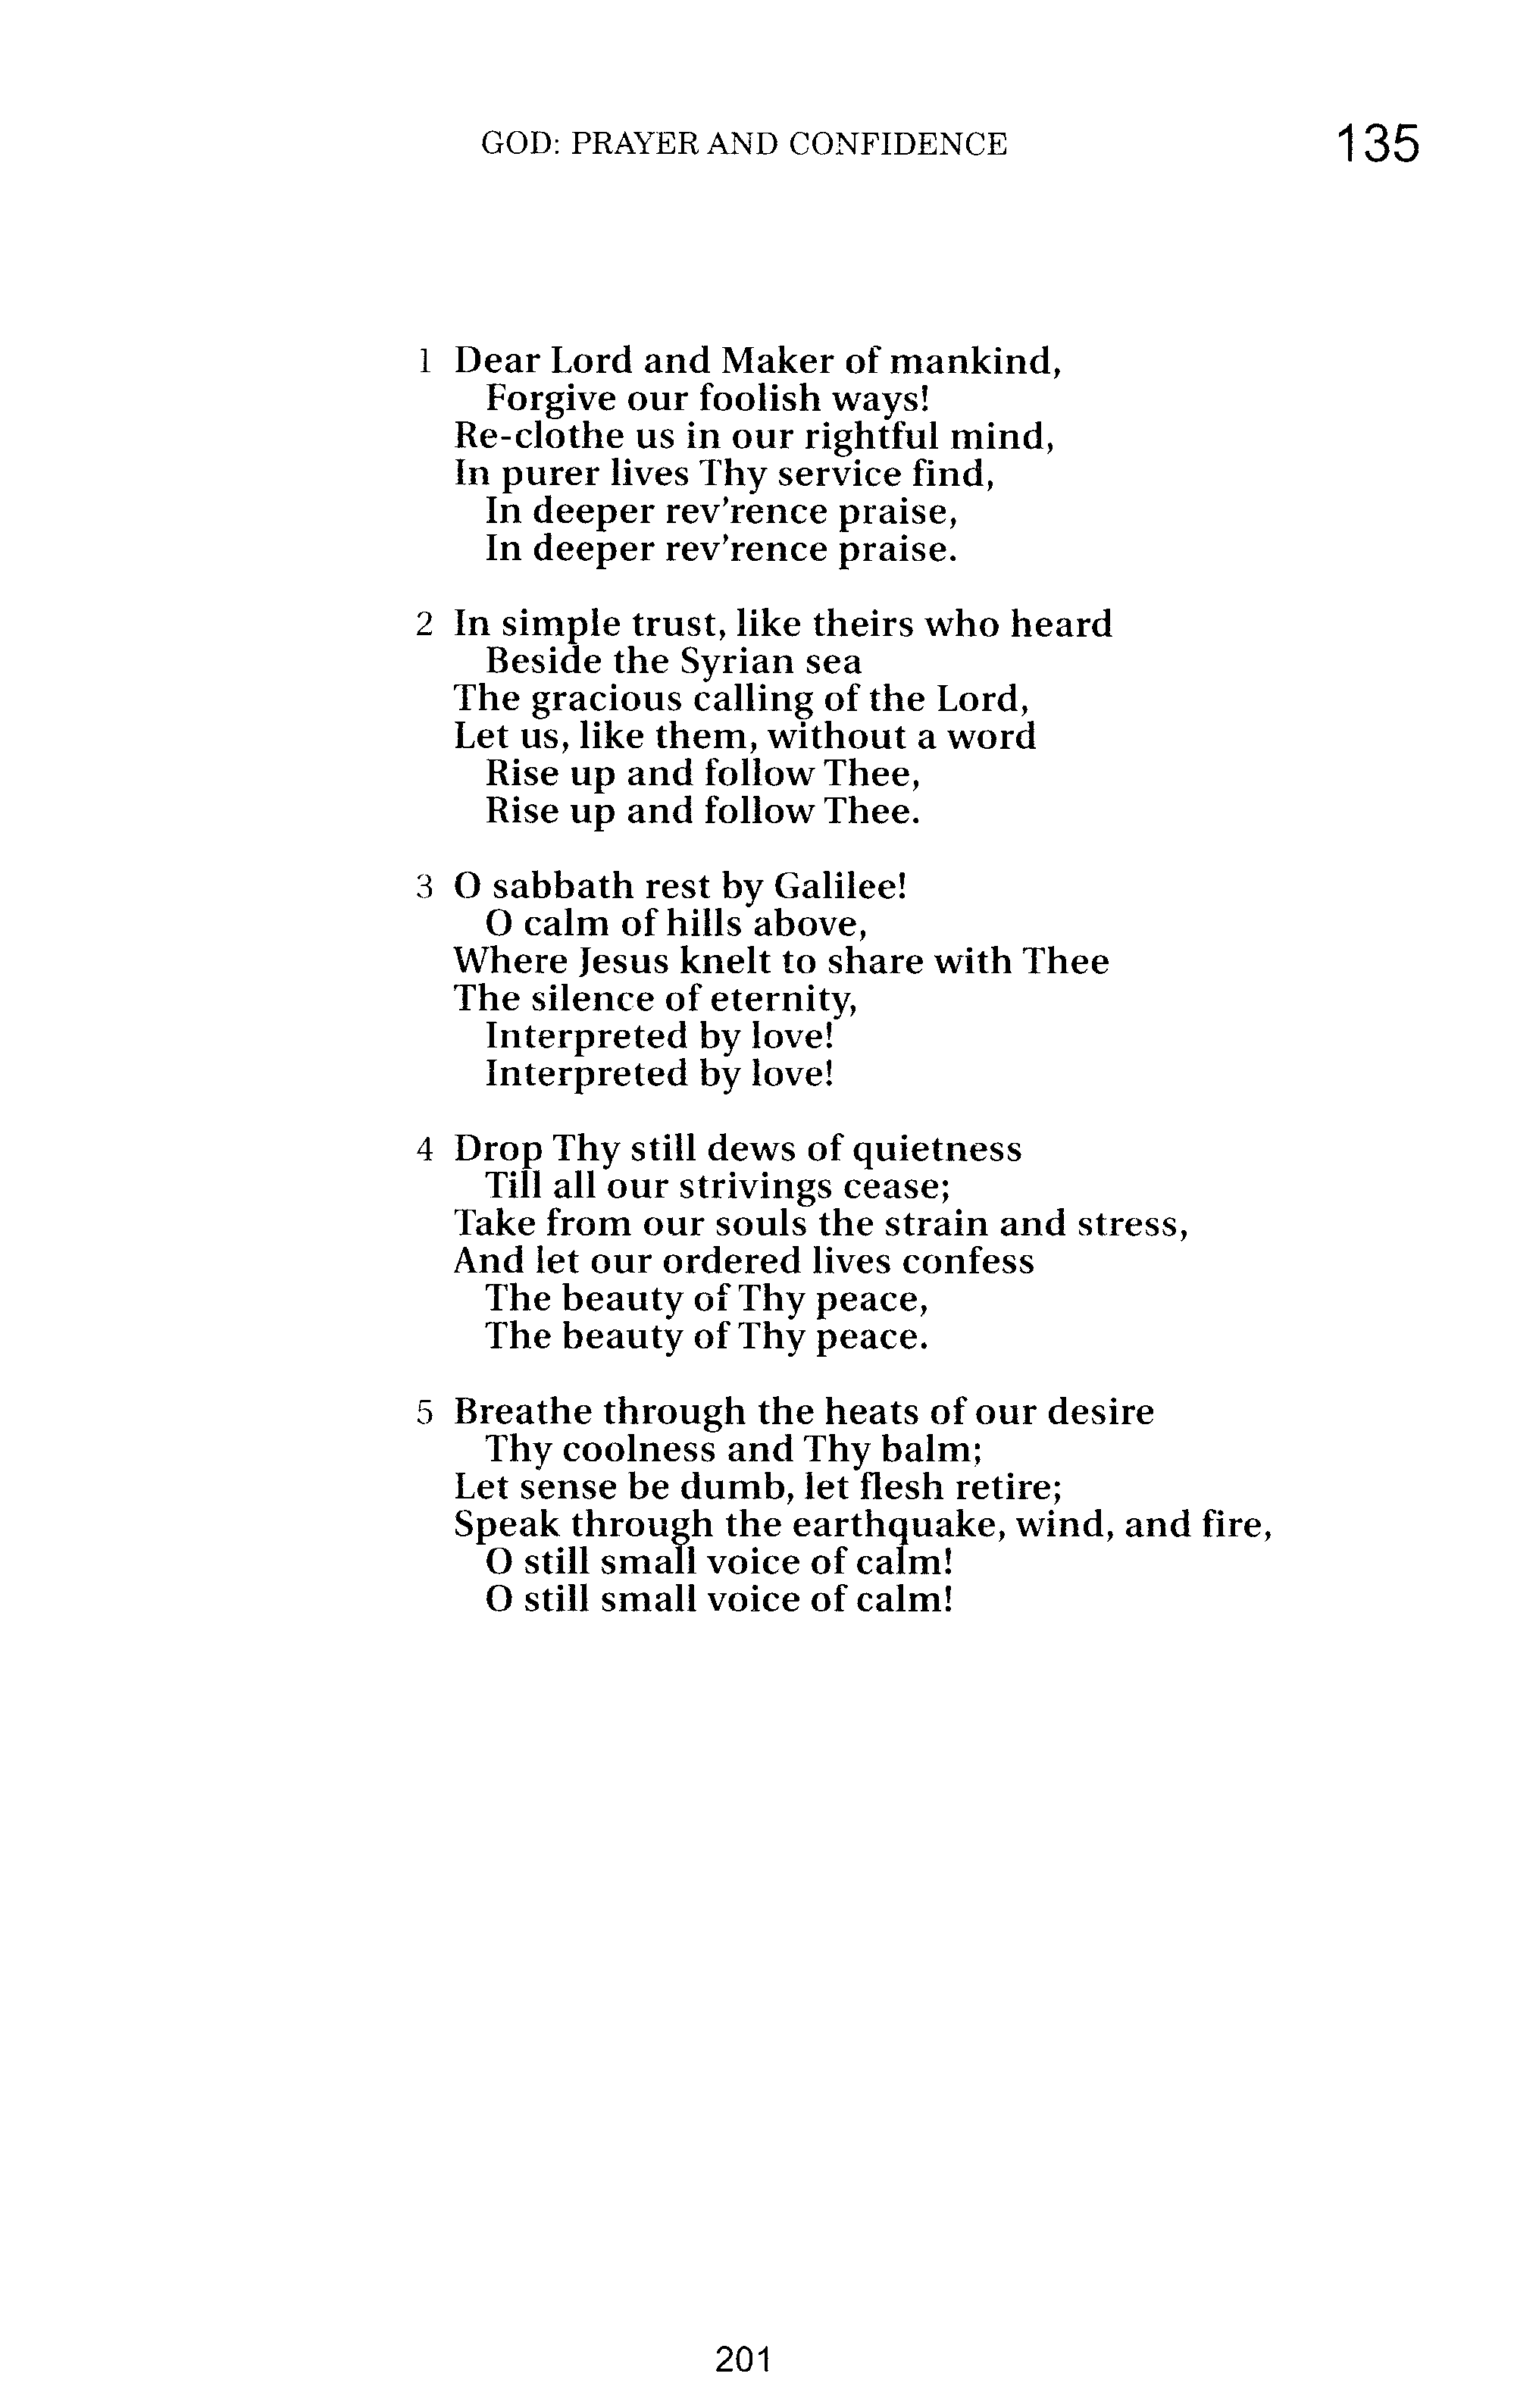 GOD: PRAYER AND CONFIDENCE 135
1 Dear Lord and Maker of mankind,
Forgive our foolish ways!
Re-clothe us in our rightful mind,
In purer lives Thy service find,
In deeper rev'rence praise,
In deeper rev'rence praise.
2 In simple trust, like theirs who heard
Beside the Syrian sea
The gracious calling of the Lord,
Let us, like them, without a word
Rise up and follow Thee,
Rise up and follow Thee.
3 O sabbath rest by Galilee!
O calm of hills above,
Where Jesus knelt to share with Thee
The silence of eternity,
Interpreted by love!
Interpreted by love!
4 Drop Thy still dews of quietness
Till all our strivings cease;
Take from our souls the strain and stress,
And let our ordered lives confess
The beauty of Thy peace,
The beauty of Thy peace.
5 Breathe through the heats of our desire
Thy coolness and Thy balm;
Let sense be dumb, let flesh retire;
Speak through the earthquake, wind, and fire,
O still small voice of calm!
O still small voice of calm!
201